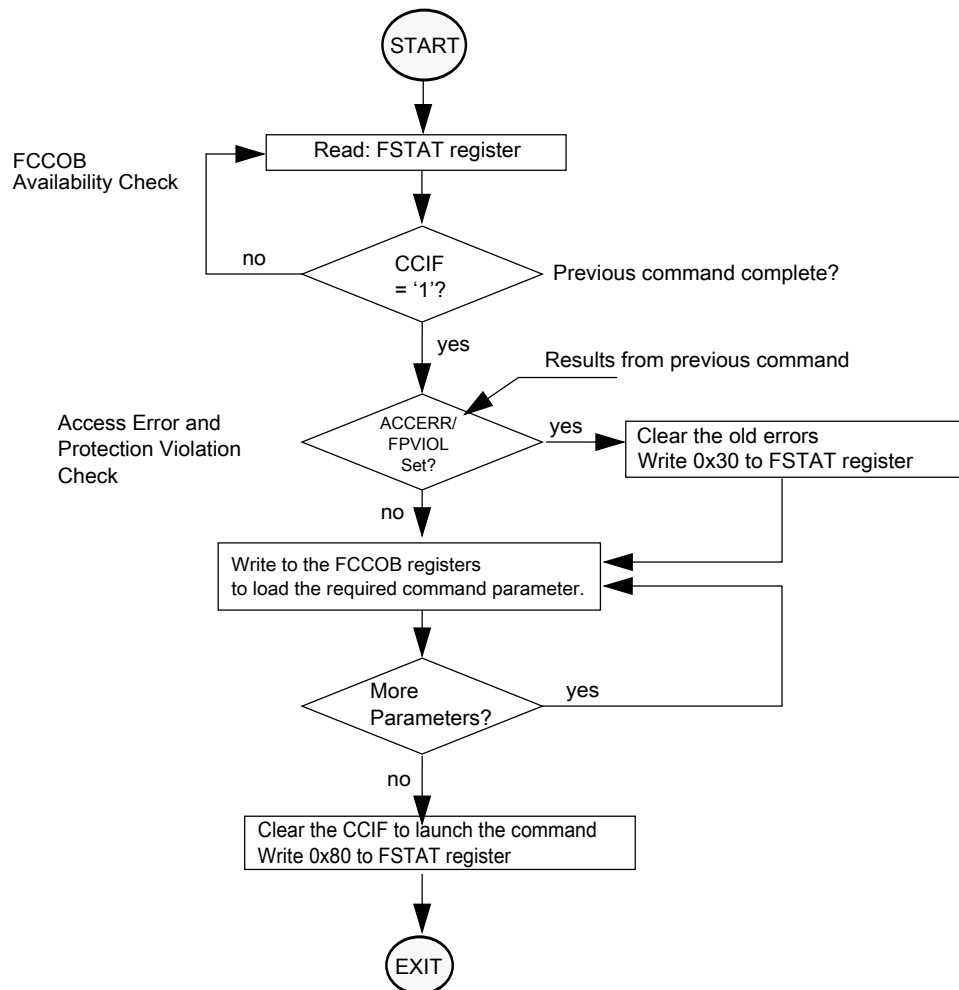 START
Read: FSTAT register
FCCOB
Availability Check
no
CCIF
= ‘1’?
Previous command complete?
yes
Results from previous command
Access Error and
Protection Violation
Check
ACCERR/
FPVIOL
Set?
yes
Clear the old errors
Write 0x30 to FSTAT register
no
Write to the FCCOB registers
to load the required command parameter.
More
Parameters?
yes
no
Clear the CCIF to launch the command
Write 0x80 to FSTAT register
EXIT